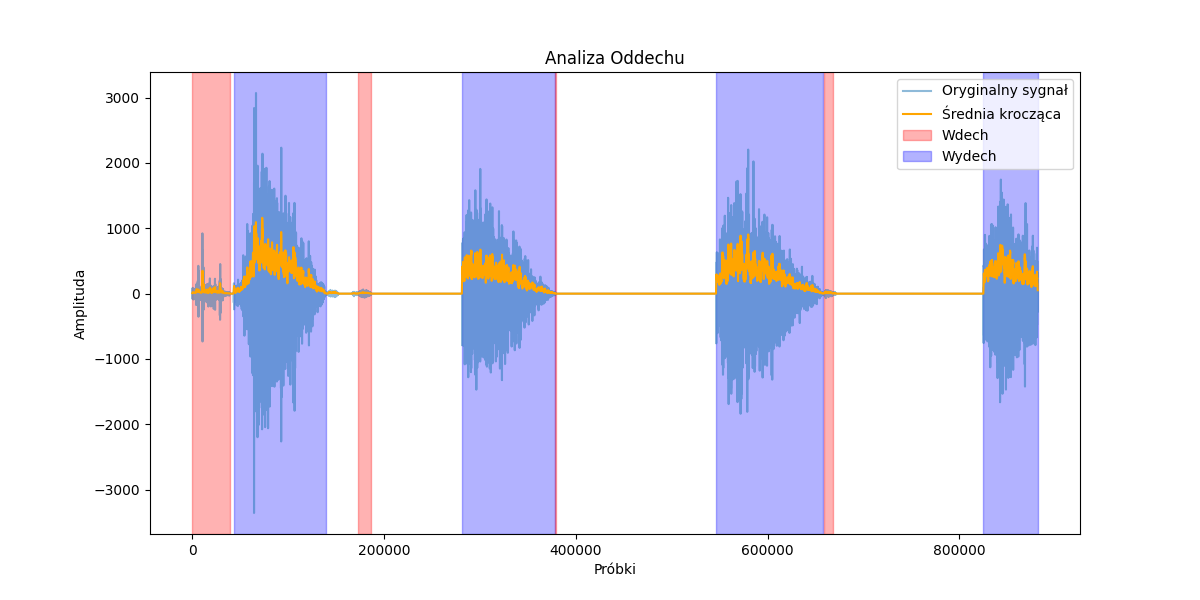 Analiza Oddechu
Oryginalny sygnał
Średnia krocząca
Wdech
Wydech
Amplituda
3000
2000
1000
0
−1000
−2000
−3000
0
200000
400000
600000
800000
Próbki